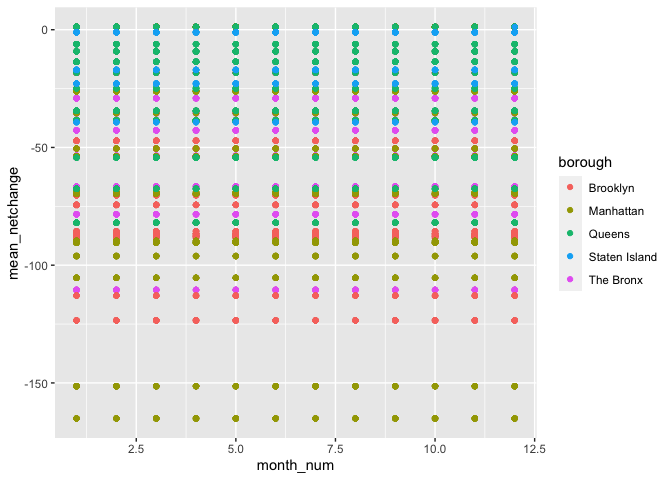 0
-50
-100
-150
mean_netchange
2.5 5.0 7.5 10.0 12.5
month_num
borough
Brooklyn
Manhattan
Queens
Staten Island
The Bronx